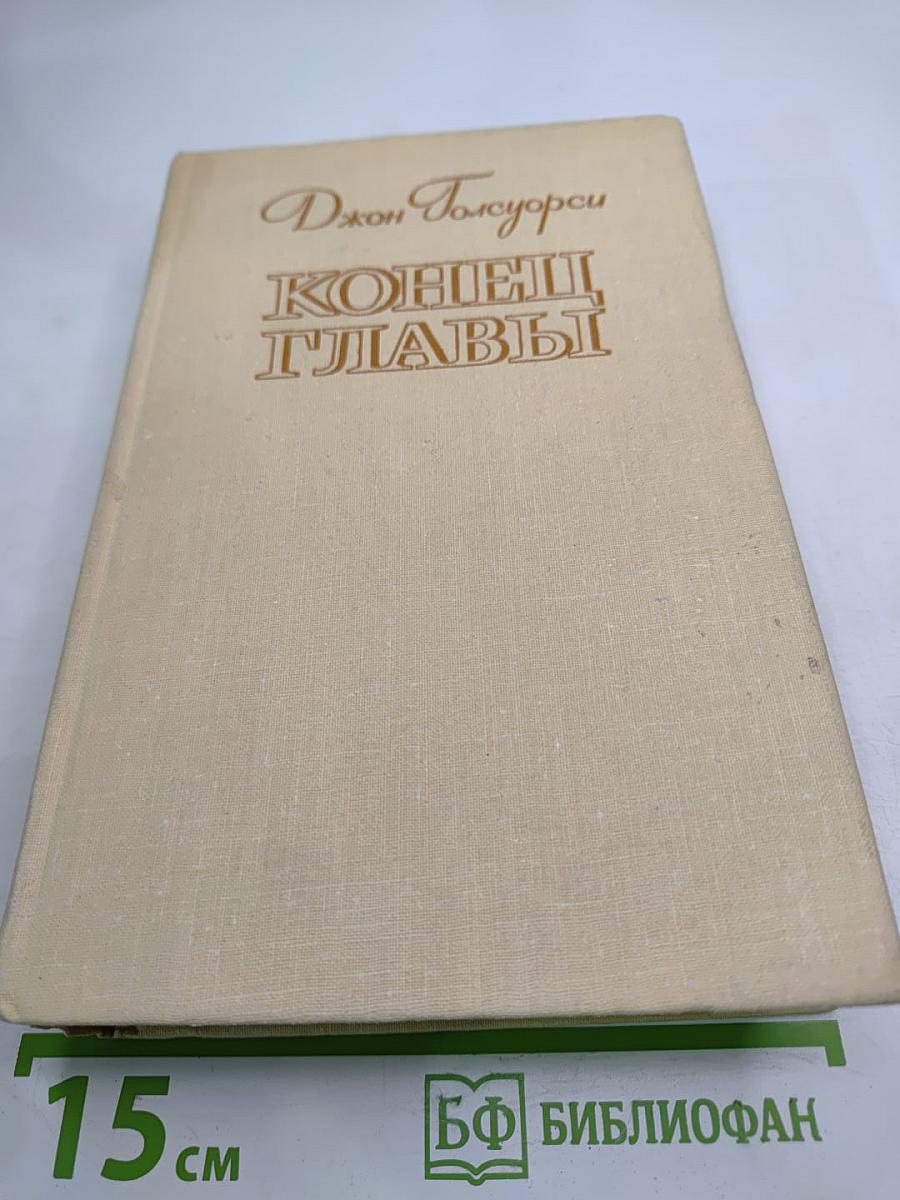 Джон Голсуорси
КОНЕЦ
ГЛАВЫ
15 см
БФ БИБЛИОФАН